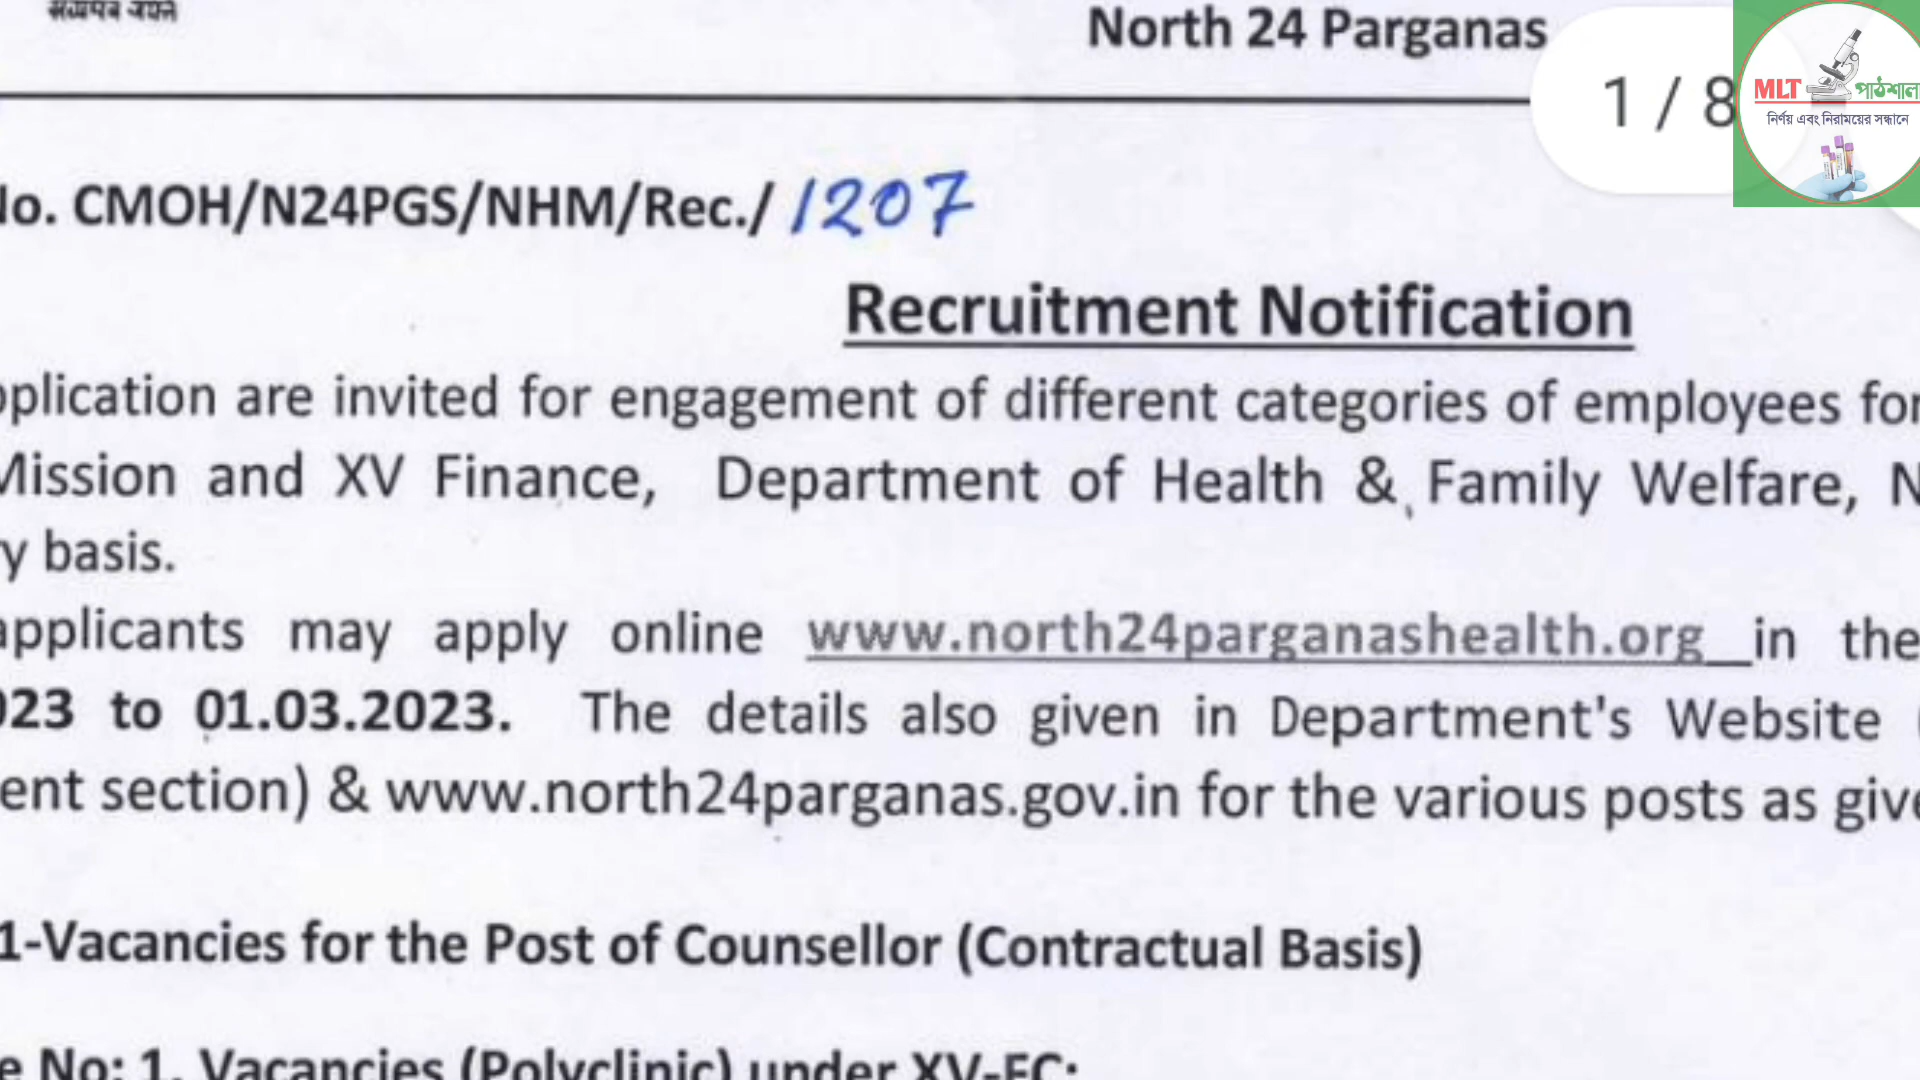 North 24 Parganas
1 / 8
MLT পাঠশালা
নির্ণয় এবং নিরাময়ের সন্ধানে
No. CMOH/N24PGS/NHM/Rec./ 1207
Recruitment Notification
pplication are invited for engagement of different categories of employees for
Mission and XV Finance, Department of Health & Family Welfare, N
y basis.
applicants may apply online www.north24parganashealth.org in the
023 to 01.03.2023. The details also given in Department's Website
ent section) & www.north24parganas.gov.in for the various posts as give
1-Vacancies for the Post of Counsellor (Contractual Basis)
e No: 1. Vacancies (Polyclinic) under XV-FC: